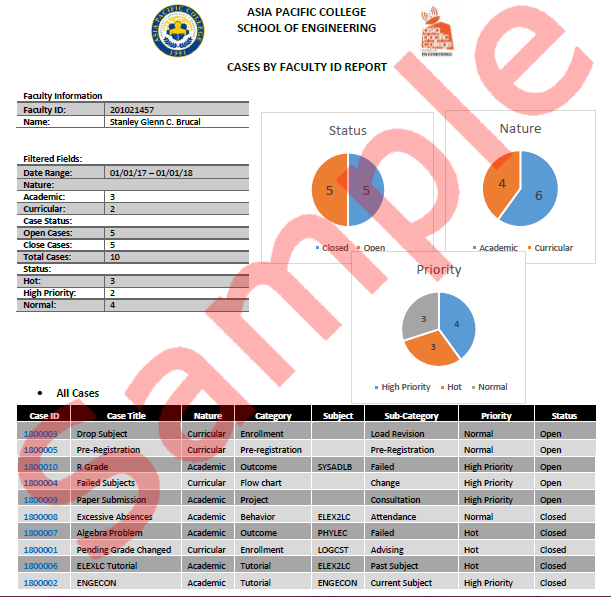 ASIA PACIFIC COLLEGE
SCHOOL OF ENGINEERING
ASIA PACIFIC COLLEGE
1991
asia
pacific
college
ENGINEERING
CASES BY FACULTY ID REPORT
Sample
Faculty Information
Faculty ID: 201021457
Name: Stanley Glenn C. Brucal
Filtered Fields:
Date Range: 01/01/17 – 01/01/18
Nature:
Academic: 3
Curricular: 2
Case Status:
Open Cases: 5
Close Cases: 5
Total Cases: 10
Status:
Hot: 3
High Priority: 2
Normal: 4
Status
5 5
Closed Open
Nature
4 6
Academic Curricular
Priority
3 4
3
High Priority Hot Normal
• All Cases
Case ID Case Title Nature Category Subject Sub-Category Priority Status
1800003 Drop Subject Curricular Enrollment Load Revision Normal Open
1800005 Pre-Registration Curricular Pre-registration Pre-Registration Normal Open
1800010 R Grade Academic Outcome SYSADLB Failed High Priority Open
1800004 Failed Subjects Curricular Flow chart Change High Priority Open
1800009 Paper Submission Academic Project Consultation High Priority Open
1800008 Excessive Absences Academic Behavior ELEX2LC Attendance Normal Closed
1800007 Algebra Problem Academic Outcome PHYLEC Failed Hot Closed
1800001 Pending Grade Changed Curricular Enrollment LOGCST Advising Hot Closed
1800006 ELEXLC Tutorial Academic Tutorial ELEX2LC Past Subject Hot Closed
1800002 ENGECON Academic Tutorial ENGECON Current Subject High Priority Closed